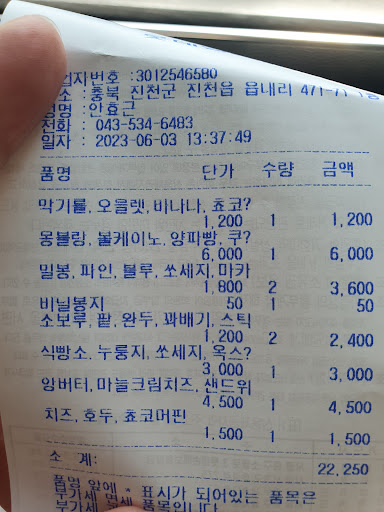 업자번호 :3012546580
소 : 충북 진천군 진천읍 읍내리 471-71
성명 : 안효근
전화 : 043-534-6483
일자 : 2023-06-03 13:37:49
품명 단가 수량 금액
막기를, 오믈렛, 바나나, 쵸코?
1,200 1 1,200
몽블랑, 볼케이노, 양파빵, 쿠?
6,000 1 6,000
밀봉, 파인, 블루, 쏘세지, 마카
1,800 2 3,600
비닐봉지 50 1 50
소보루, 팥, 완두, 꽈배기, 스틱
1,200 2 2,400
식빵소, 누룽지, 쏘세지, 옥스?
3,000 1 3,000
앙버터, 마늘크림치즈, 샌드위
4,500 1 4,500
치즈, 호두, 쵸코머핀
1,500 1 1,500
소 계: 22,250
품명 앞에 * 표시가 되어있는 품목은
부가세 면세 품목입니다